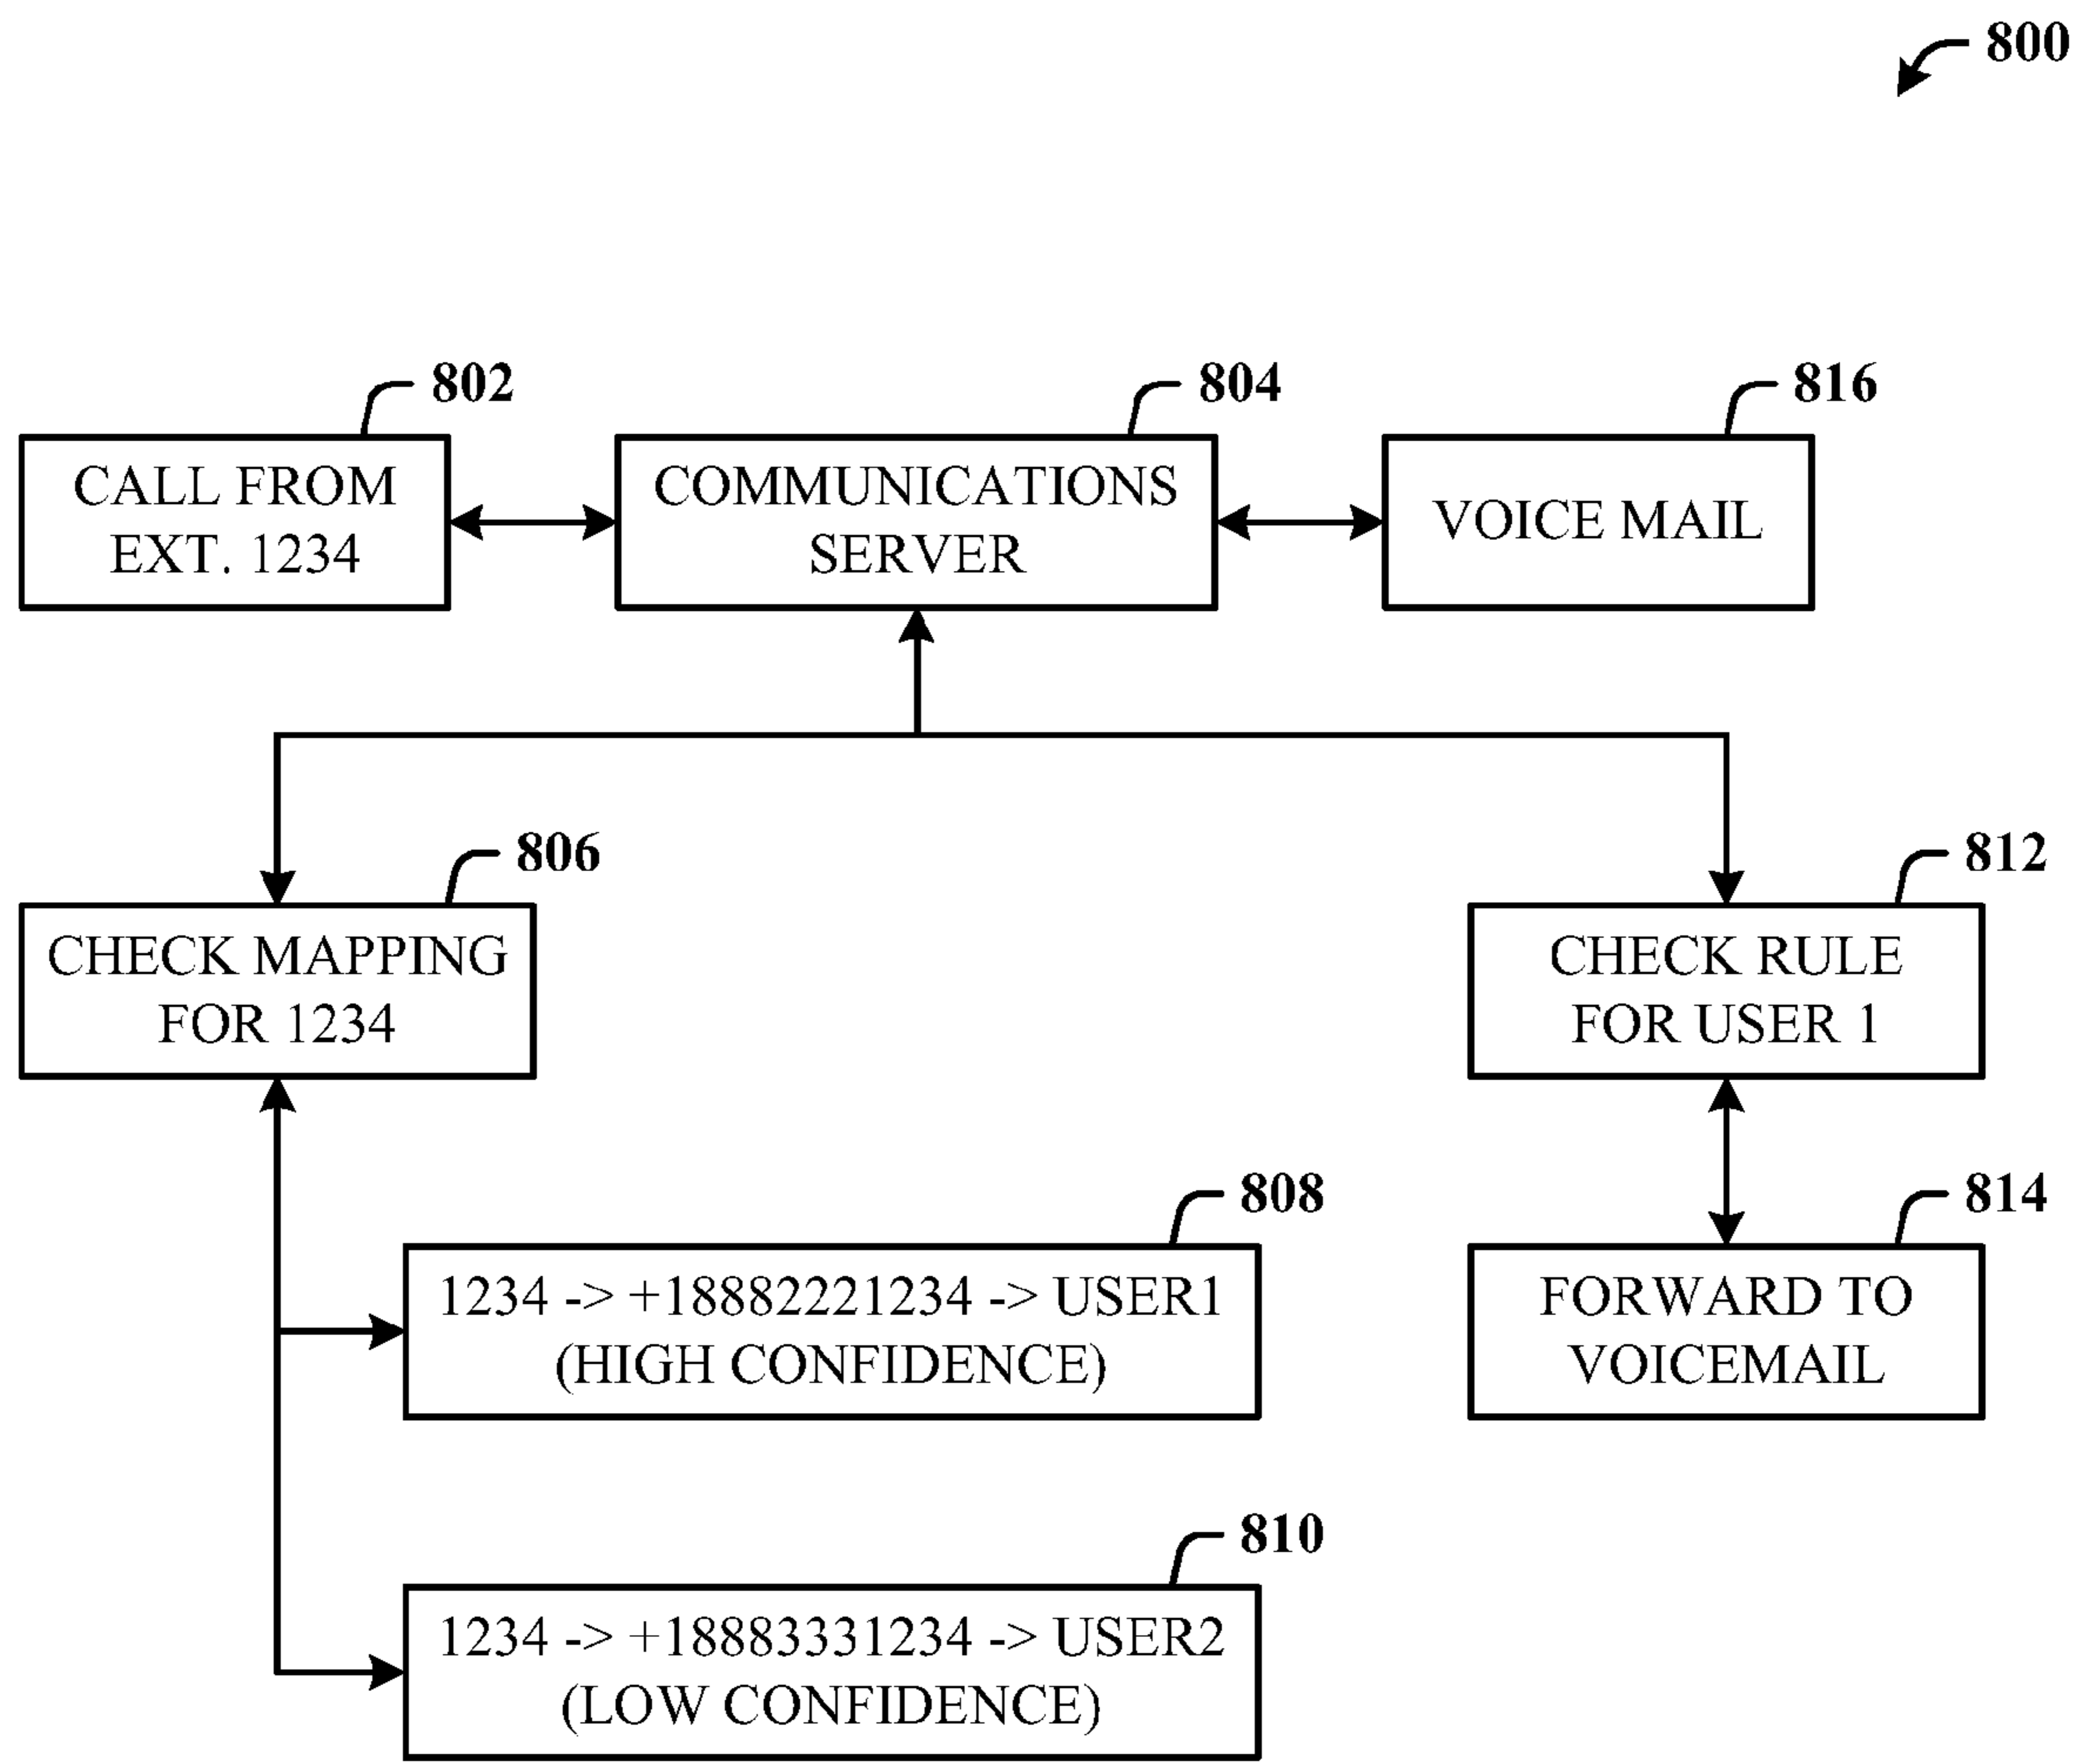 800
802
804
816
CALL FROM
EXT. 1234
COMMUNICATIONS
SERVER
VOICE MAIL
806
812
CHECK MAPPING
FOR 1234
CHECK RULE
FOR USER 1
808
814
1234 -> +18882221234 -> USER1
(HIGH CONFIDENCE)
FORWARD TO
VOICEMAIL
810
1234 -> +18883331234 -> USER2
(LOW CONFIDENCE)